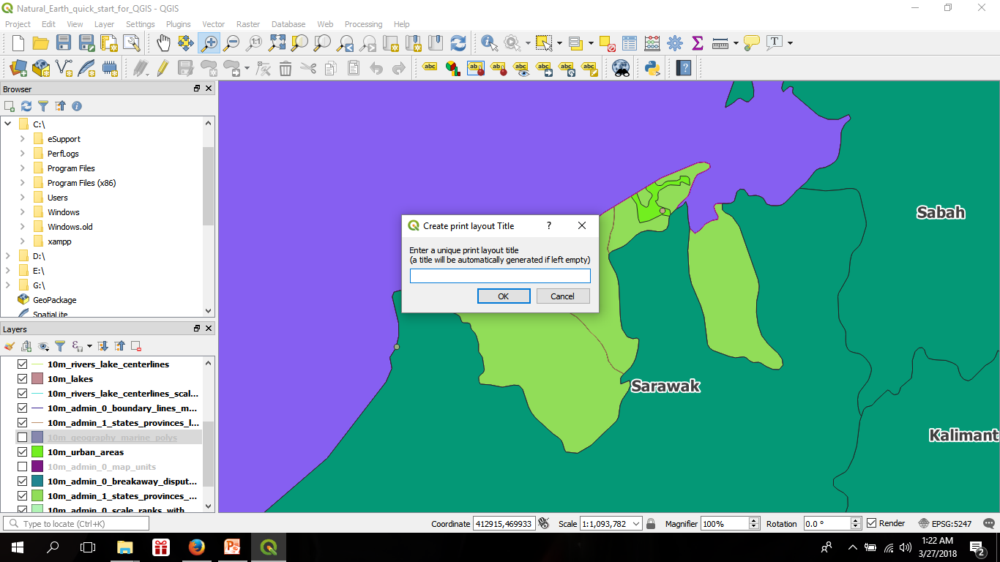 Natural_Earth_quick_start_for_QGIS - QGIS
Project Edit View Layer Settings Plugins Vector Raster Database Web Processing Help
Browser
C:\
eSupport
PerfLogs
Program Files
Program Files (x86)
Users
Windows
Windows.old
xampp
D:\
E:\
G:\
GeoPackage
SpatiaLite
Layers
10m_rivers_lake_centerlines
10m_lakes
10m_rivers_lake_centerlines_scal...
10m_admin_0_boundary_lines_m...
10m_admin_1_states_provinces_l...
10m_geography_marine_polys
10m_urban_areas
10m_admin_0_map_units
10m_admin_0_breakaway_disput...
10m_admin_1_states_provinces_...
10m_admin_0_scale_ranks_with
Create print layout Title ?
Enter a unique print layout title
(a title will be automatically generated if left empty)
OK Cancel
Sabah
Sarawak
Kalimant
Type to locate (Ctrl+K) Coordinate 412915,469933 Scale 1:1,093,782 Magnifier 100% Rotation 0.0 ° Render EPSG:5247
1:22 AM
3/27/2018
2